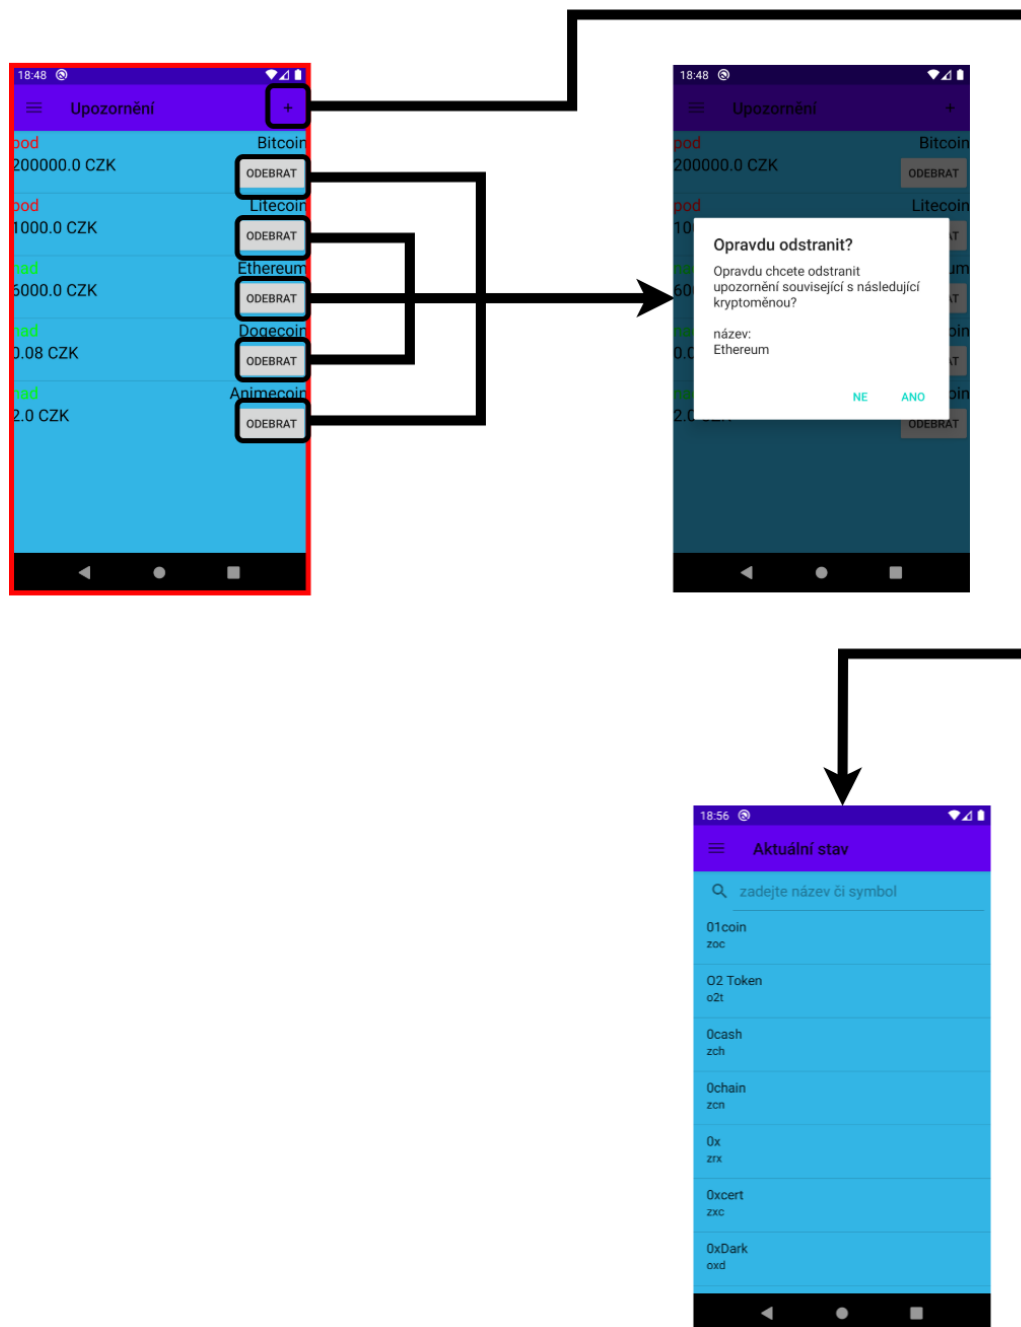 18:48
Upozornění
+
pod
Bitcoin
200000.0 CZK
ODEBRAT
pod
Litecoin
1000.0 CZK
ODEBRAT
nad
Ethereum
6000.0 CZK
ODEBRAT
nad
Dogecoin
0.08 CZK
ODEBRAT
nad
Animecoin
2.0 CZK
ODEBRAT
18:48
Upozornění
+
pod
Bitcoin
200000.0 CZK
ODEBRAT
pod
Litecoin
Opravdu odstranit?
Opravdu chcete odstranit
upozornění související s následující
kryptoměnou?
název:
Ethereum
NE ANO
ODEBRAT
18:56
Aktuální stav
zadejte název či symbol
01coin
zoc
O2 Token
o2t
0cash
zch
0chain
zcn
0x
zrx
0xcert
zxc
0xDark
oxd